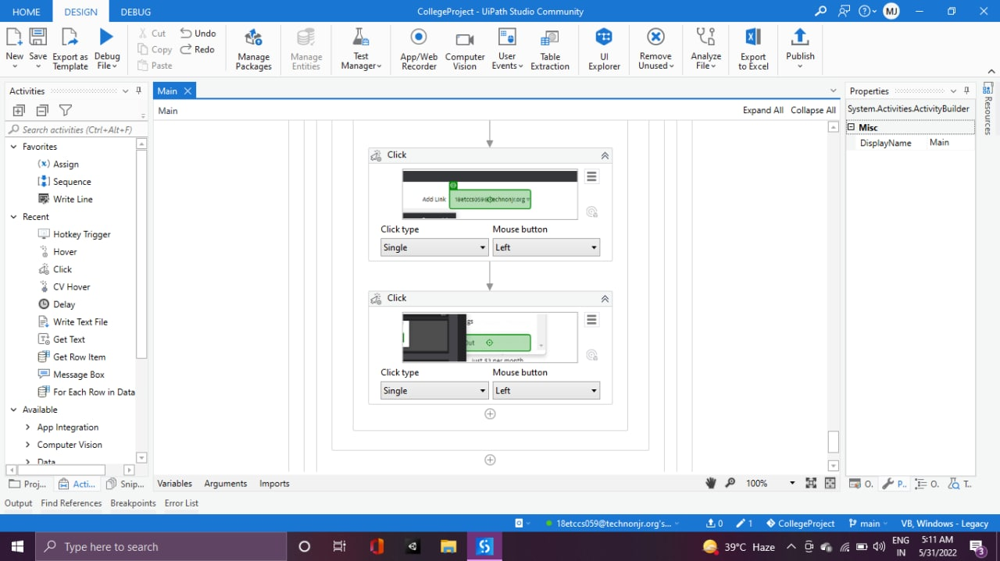 HOME DESIGN DEBUG CollegeProject - UiPath Studio Community MJ
New Save Export as Template Debug File Cut Copy Paste Undo Redo Manage Packages Manage Entities Test Manager App/Web Recorder Computer Vision User Events Table Extraction UI Explorer Remove Unused Analyze File Export to Excel Publish
Activities
Search activities (Ctrl+Alt+F)
Favorites
Assign
Sequence
Write Line
Recent
Hotkey Trigger
Hover
Click
CV Hover
Delay
Write Text File
Get Text
Get Row Item
Message Box
For Each Row in Data
Available
App Integration
Computer Vision
Data
Proj... Acti... Snip...
Main
Main Expand All Collapse All
Click
Add Link 18etccs059@technonjr.org
Click type Mouse button
Single Left
Click
gs
Out
just $3 per month
Click type Mouse button
Single Left
Variables Arguments Imports 100%
Properties
System.Activities.ActivityBuilder
Misc
DisplayName Main
O.. P.. O.. T..
Resources
Output Find References Breakpoints Error List
18etccs059@technonjr.org's... 0 1 CollegeProject main VB, Windows - Legacy
Type here to search 39°C Haze ENG IN 5:11 AM 5/31/2022 3